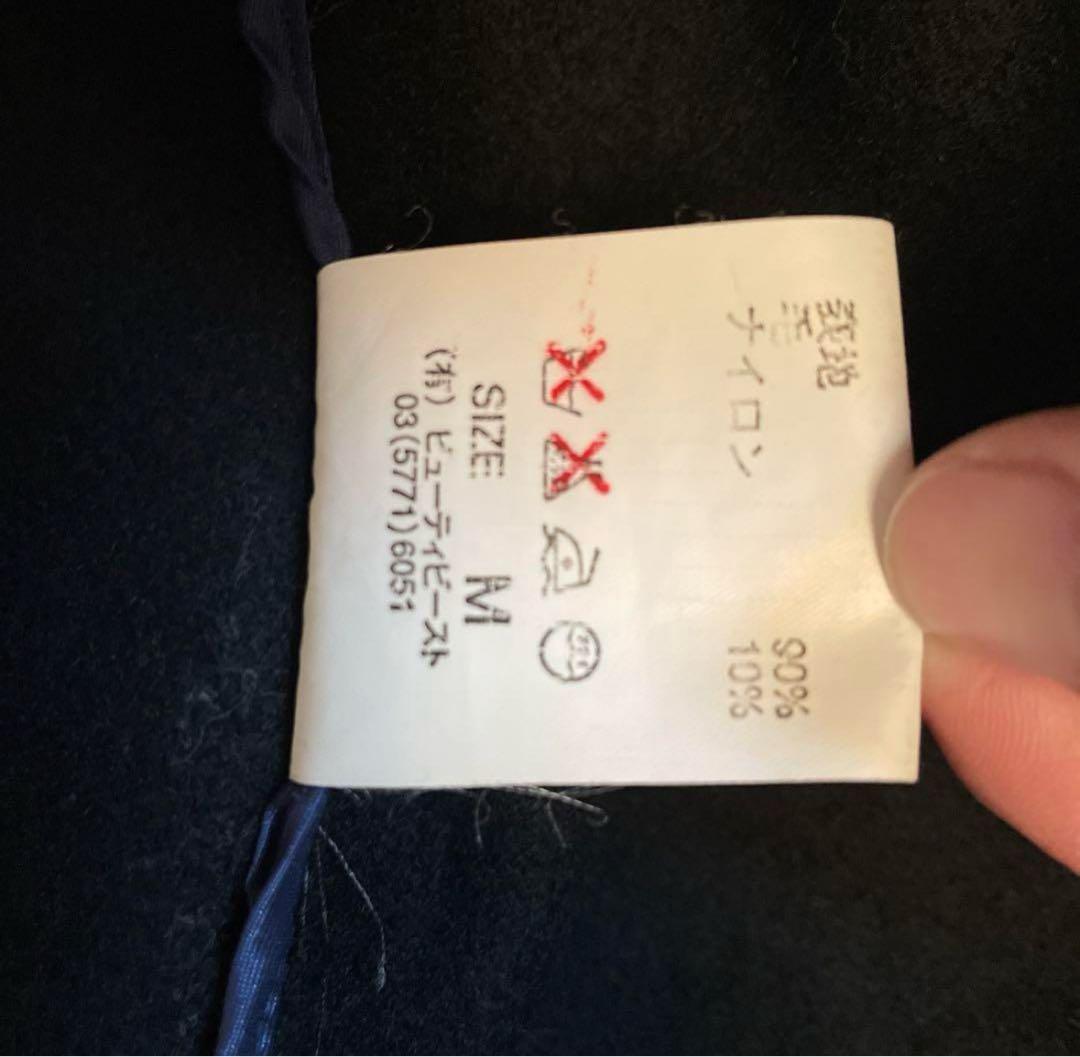 表地
毛 90%
ナイロン 10%
SIZE: M
(有) ビューティビースト
03(5771)6051